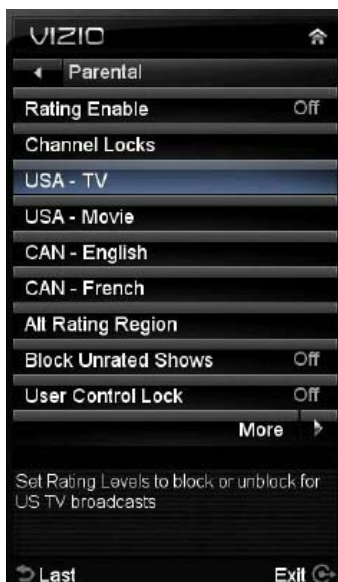 VIZIO
Parental
Rating Enable Off
Channel Locks
USA - TV
USA - Movie
CAN - English
CAN - French
Alt Rating Region
Block Unrated Shows Off
User Control Lock Off
More
Set Rating Levels to block or unblock for
US TV broadcasts
Last Exit